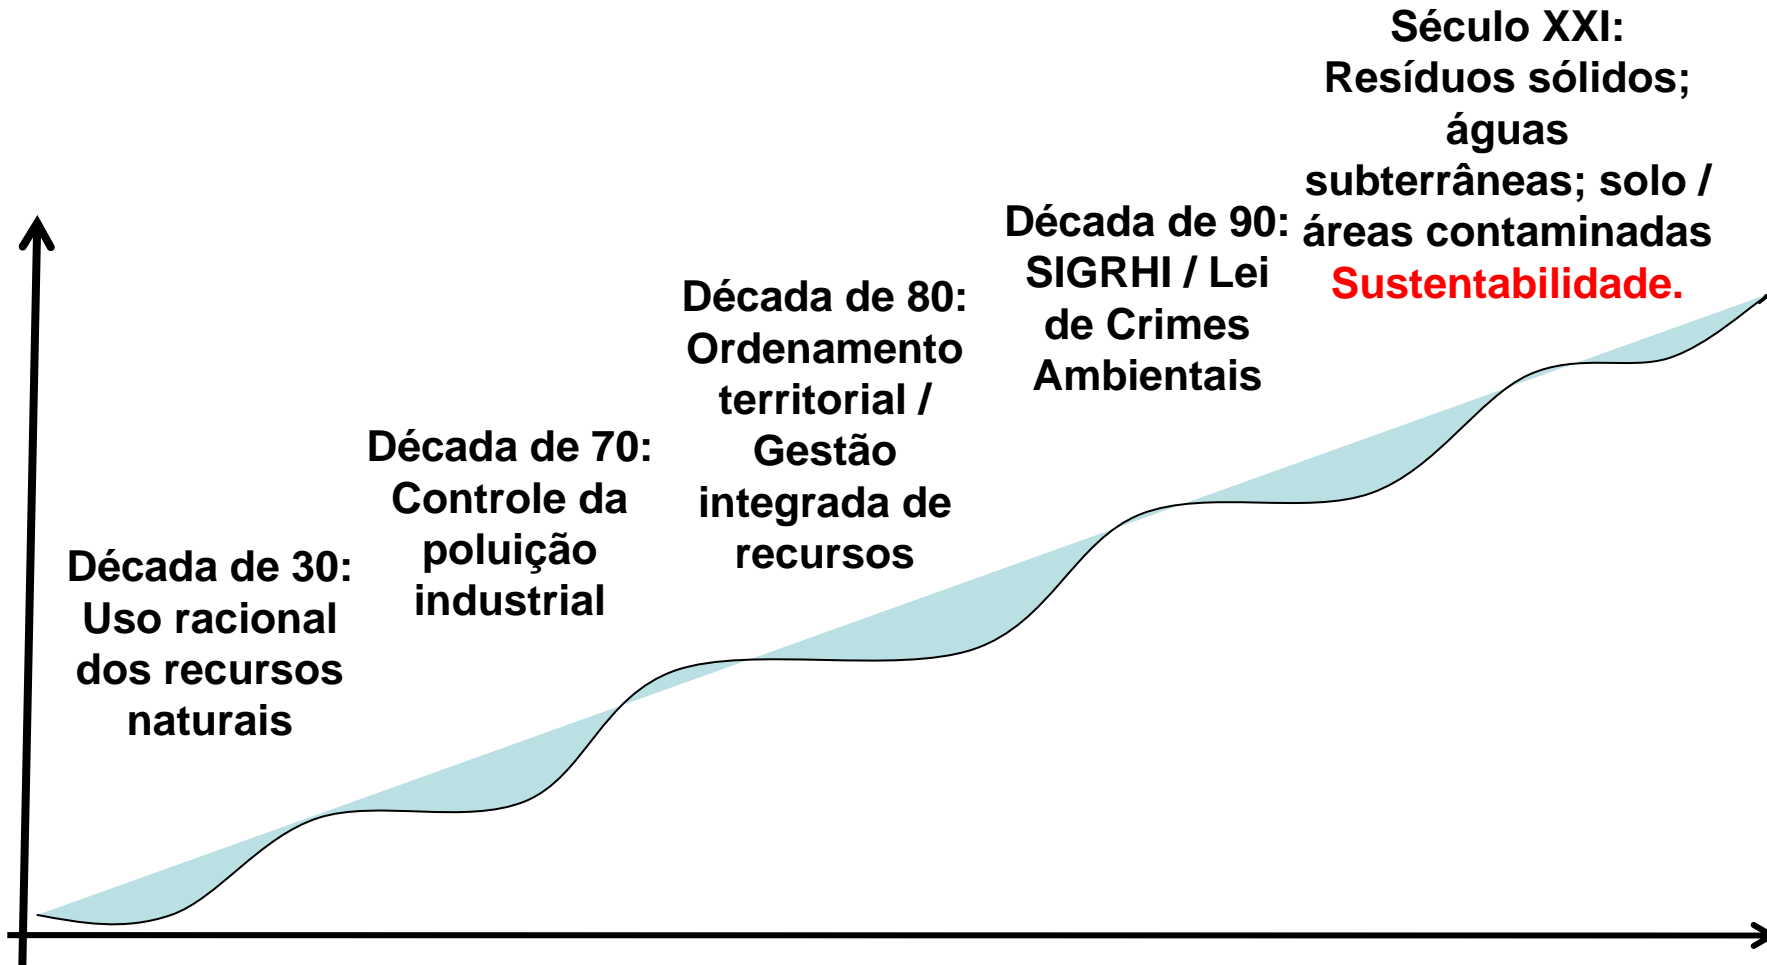 Década de 30:
Uso racional
dos recursos
naturais
Década de 70:
Controle da
poluição
industrial
Década de 80:
Ordenamento
territorial /
Gestão
integrada de
recursos
Década de 90:
SIGRHI / Lei
de Crimes
Ambientais
Século XXI:
Resíduos sólidos;
águas
subterrâneas; solo /
áreas contaminadas
Sustentabilidade.